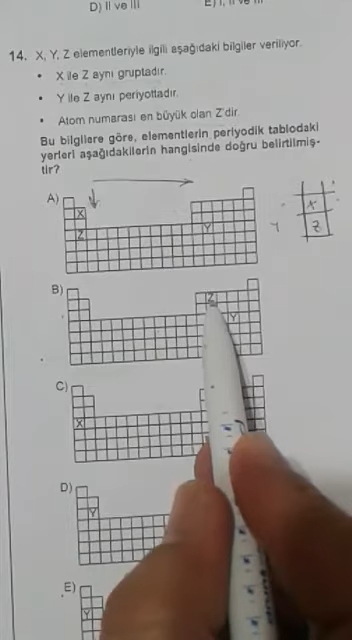 D) II ve III
14. X, Y, Z elementleriyle ilgili aşağıdaki bilgiler veriliyor.
• X ile Z aynı gruptadır.
• Y ile Z aynı periyottadır.
• Atom numarası en büyük olan Z'dir.
Bu bilgilere göre, elementlerin periyodik tablodaki
yerleri aşağıdakilerin hangisinde doğru belirtilmiş-
tir?
A)
X
Z
Y
X
Y
Z
B)
Z
Y
C)
X
D)
Y
E)
Y